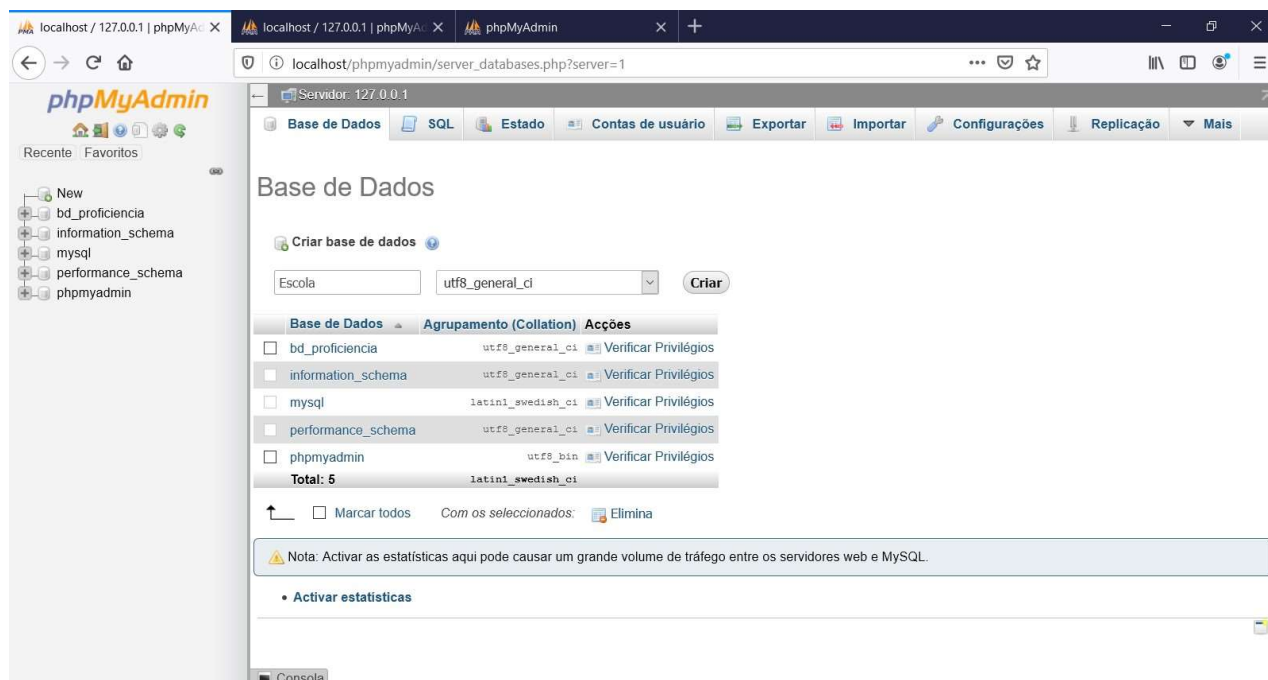 localhost / 127.0.0.1 | phpMyAd localhost / 127.0.0.1 | phpMyAd phpMyAdmin
localhost/phpmyadmin/server_databases.php?server=1
phpMyAdmin
Recente Favoritos
New
bd_proficiencia
information_schema
mysql
performance_schema
phpmyadmin
Servidor: 127.0.0.1
Base de Dados SQL Estado Contas de usuário Exportar Importar Configurações Replicação Mais
Base de Dados
Criar base de dados
Escola utf8_general_ci Criar
Base de Dados Agrupamento (Collation) Acções
bd_proficiencia utf8_general_ci Verificar Privilégios
information_schema utf8_general_ci Verificar Privilégios
mysql latin1_swedish_ci Verificar Privilégios
performance_schema utf8_general_ci Verificar Privilégios
phpmyadmin utf8_bin Verificar Privilégios
Total: 5 latin1_swedish_ci
Marcar todos Com os seleccionados: Elimina
Nota: Activar as estatísticas aqui pode causar um grande volume de tráfego entre os servidores web e MySQL.
Activar estatísticas
Consola